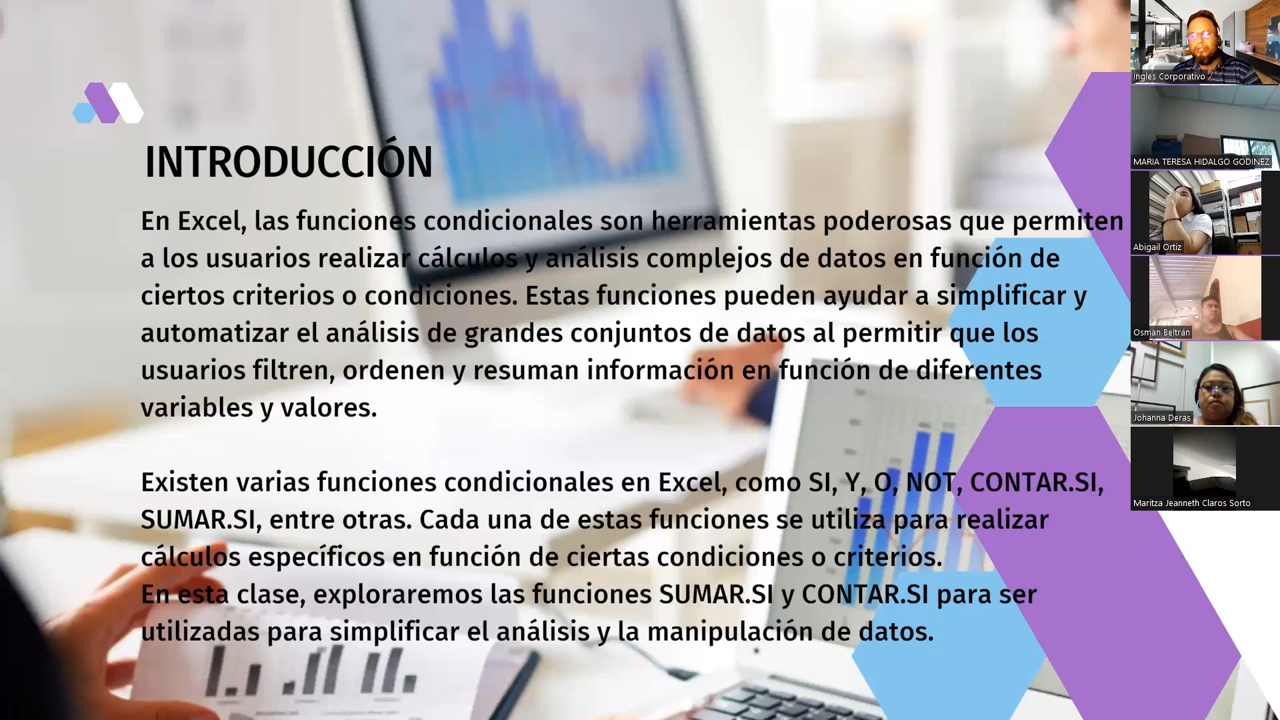 INTRODUCCIÓN
En Excel, las funciones condicionales son herramientas poderosas que permiten
a los usuarios realizar cálculos y análisis complejos de datos en función de
ciertos criterios o condiciones. Estas funciones pueden ayudar a simplificar y
automatizar el análisis de grandes conjuntos de datos al permitir que los
usuarios filtren, ordenen y resuman información en función de diferentes
variables y valores.
Existen varias funciones condicionales en Excel, como SI, Y, O, NOT, CONTAR.SI,
SUMAR.SI, entre otras. Cada una de estas funciones se utiliza para realizar
cálculos específicos en función de ciertas condiciones o criterios.
En esta clase, exploraremos las funciones SUMAR.SI y CONTAR.SI para ser
utilizadas para simplificar el análisis y la manipulación de datos.
Ingles Corporativo
MARIA TERESA HIDALGO GODINEZ
Abigail Ortiz
Osman Beltrán
Johanna Deras
Maritza Jeanneth Claros Sorto